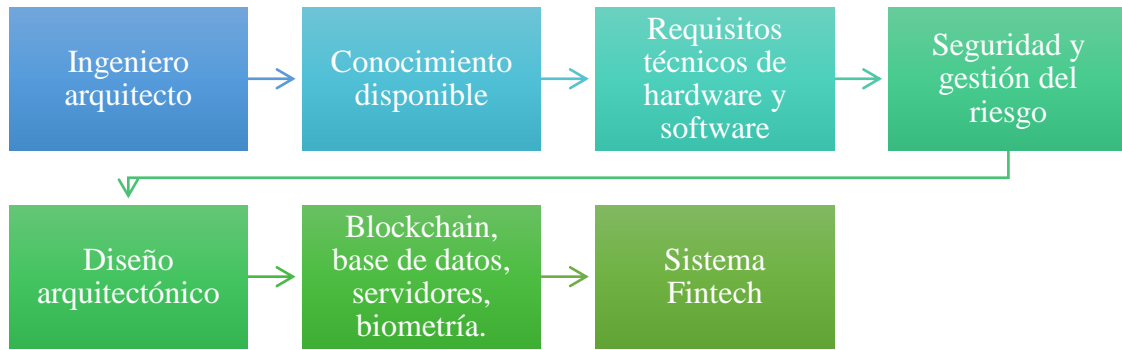 Ingeniero
arquitecto
Conocimiento
disponible
Requisitos
técnicos de
hardware y
software
Seguridad y
gestión del
riesgo
Diseño
arquitectónico
Blockchain,
base de datos,
servidores,
biometría.
Sistema
Fintech